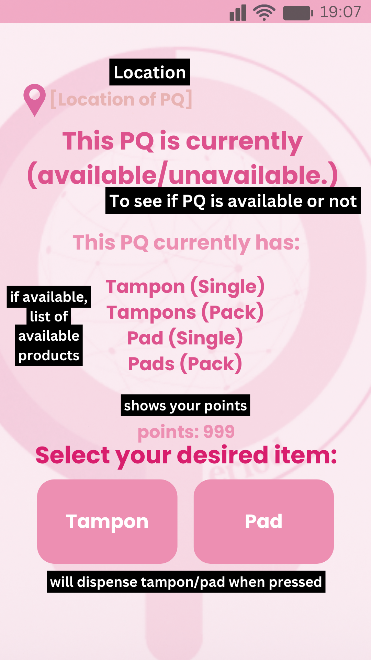 19:07
Location
[Location of PQ]
This PQ is currently
(available/unavailable.)
To see if PQ is available or not
This PQ currently has:
if available,
list of
available
products
Tampon (Single)
Tampons (Pack)
Pad (Single)
Pads (Pack)
shows your points
points: 999
Select your desired item:
Tampon
Pad
will dispense tampon/pad when pressed